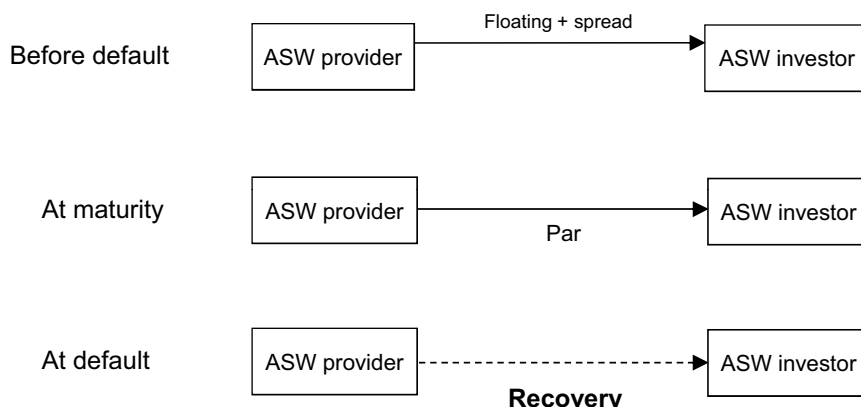 Floating + spread
Before default
ASW provider
ASW investor
At maturity
ASW provider
ASW investor
Par
At default
ASW provider
ASW investor
Recovery